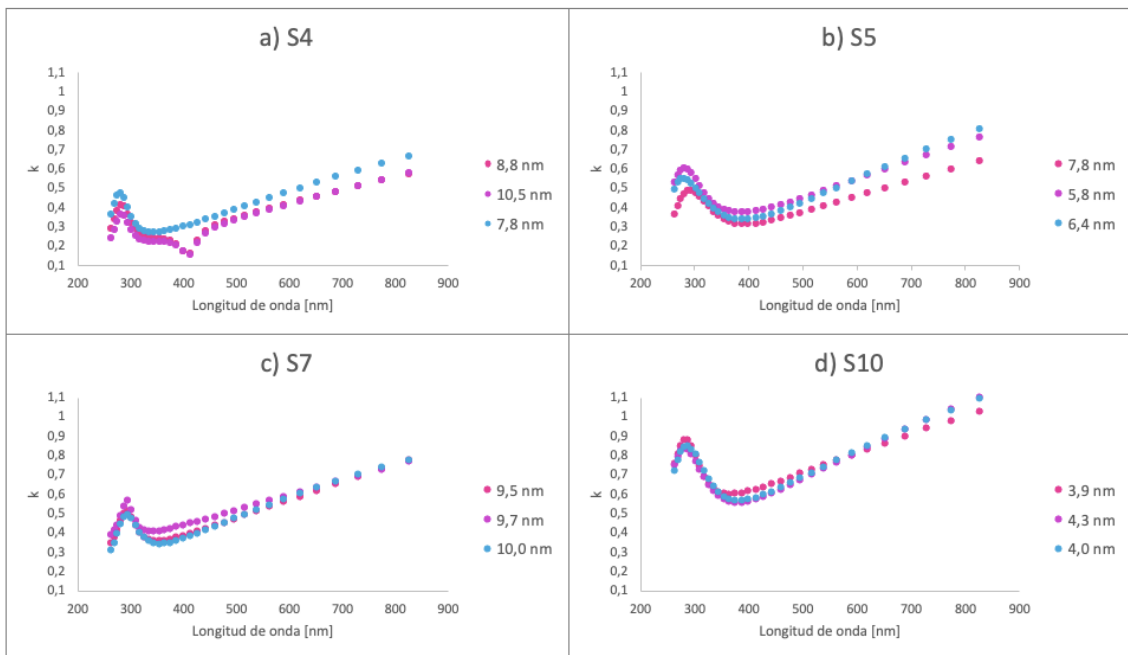 a) S4
k
1,1
1
0,9
0,8
0,7
0,6
0,5
0,4
0,3
0,2
0,1
200 300 400 500 600 700 800 900
Longitud de onda [nm]
8,8 nm
10,5 nm
7,8 nm
b) S5
k
1,1
1
0,9
0,8
0,7
0,6
0,5
0,4
0,3
0,2
0,1
200 300 400 500 600 700 800 900
Longitud de onda [nm]
7,8 nm
5,8 nm
6,4 nm
c) S7
k
1,1
1
0,9
0,8
0,7
0,6
0,5
0,4
0,3
0,2
0,1
200 300 400 500 600 700 800 900
Longitud de onda [nm]
9,5 nm
9,7 nm
10,0 nm
d) S10
k
1,1
1
0,9
0,8
0,7
0,6
0,5
0,4
0,3
0,2
0,1
200 300 400 500 600 700 800 900
Longitud de onda [nm]
3,9 nm
4,3 nm
4,0 nm